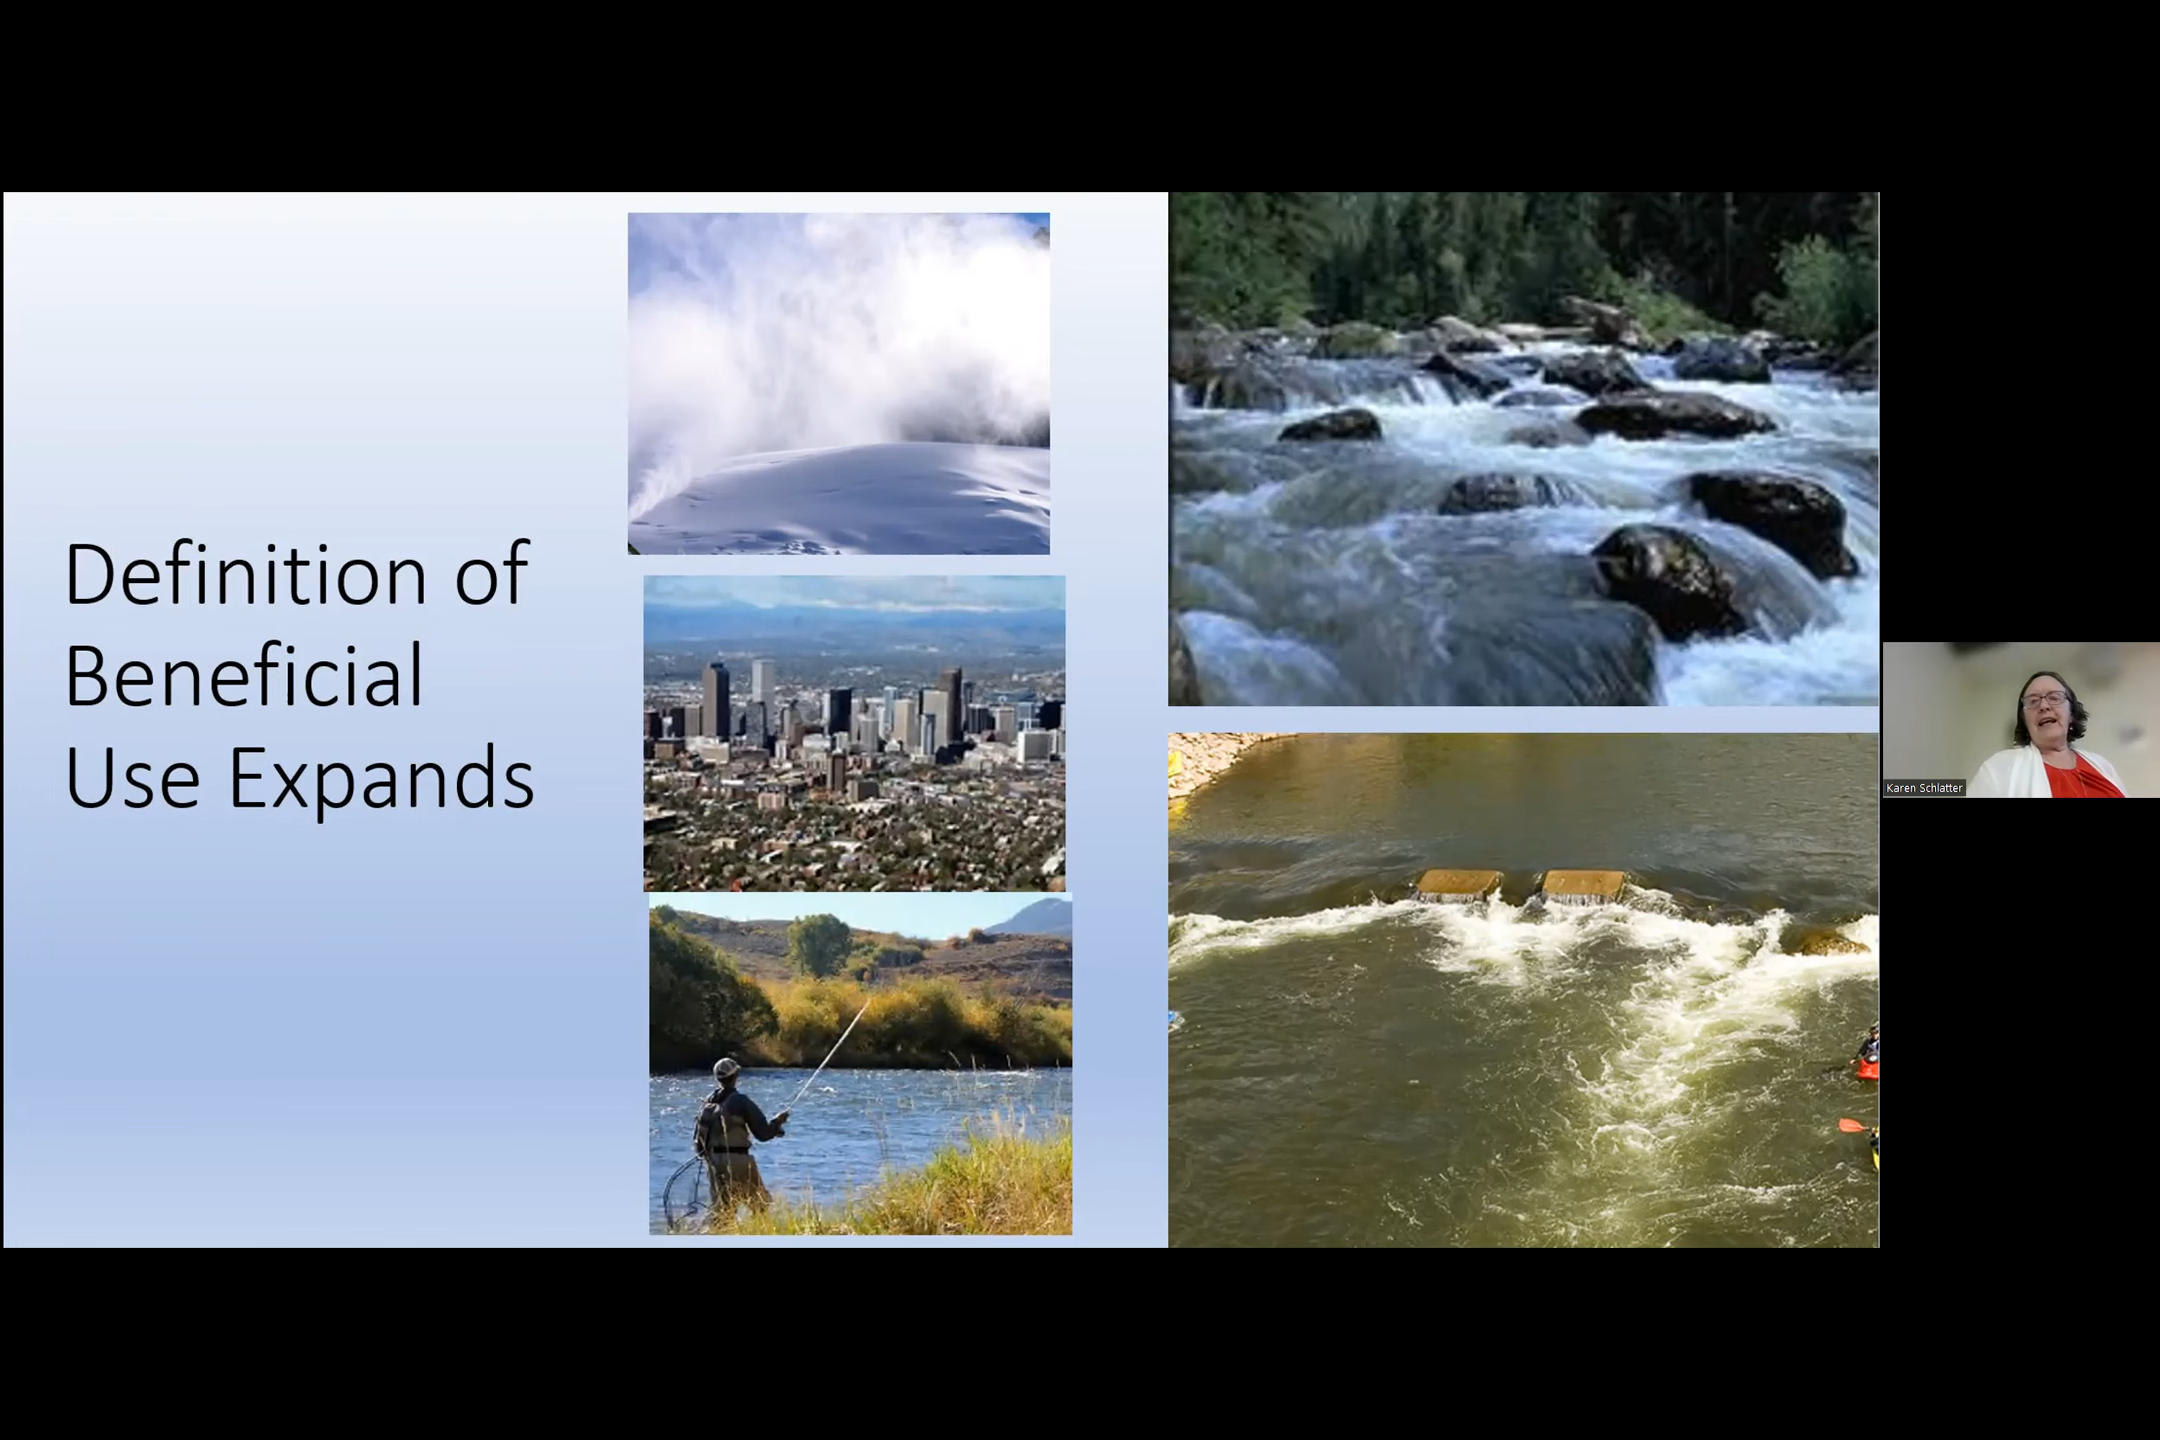 Definition of
Beneficial
Use Expands
Karen Schlatter